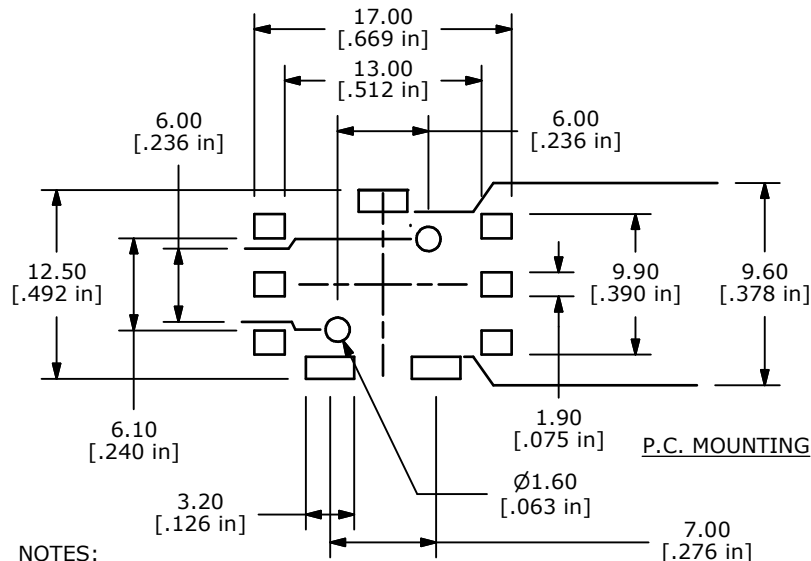 17.00
[.669 in]
13.00
[.512 in]
6.00
[.236 in]
6.00
[.236 in]
12.50
[.492 in]
9.90
[.390 in]
9.60
[.378 in]
6.10
[.240 in]
1.90
[.075 in]
P.C. MOUNTING
3.20
[.126 in]
Ø1.60
[.063 in]
7.00
[.276 in]
NOTES: